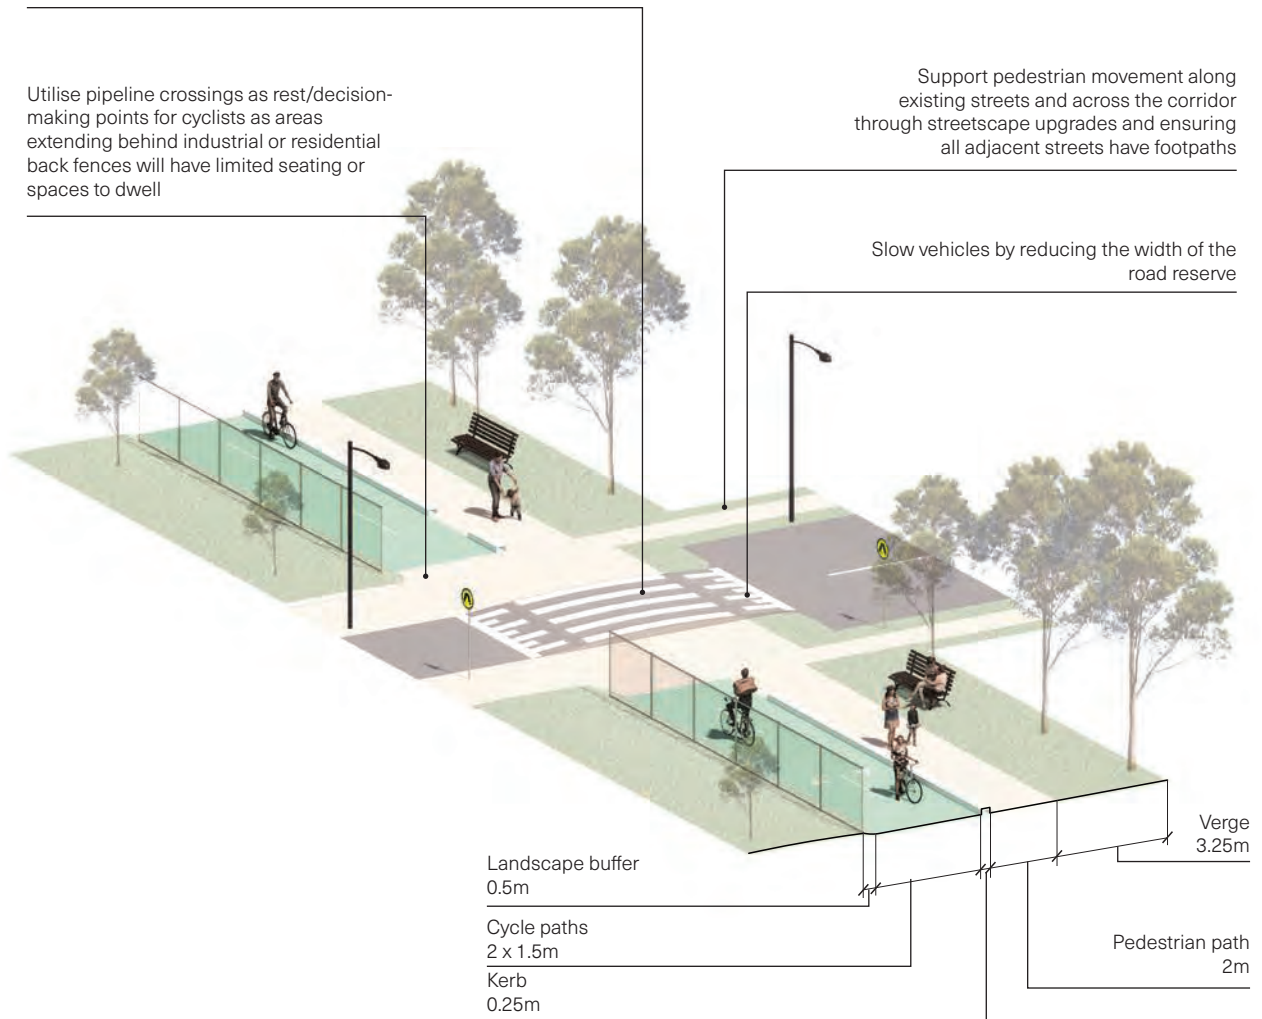 Utilise pipeline crossings as rest/decision-
making points for cyclists as areas
extending behind industrial or residential
back fences will have limited seating or
spaces to dwell
Support pedestrian movement along
existing streets and across the corridor
through streetscape upgrades and ensuring
all adjacent streets have footpaths
Slow vehicles by reducing the width of the
road reserve
Landscape buffer
0.5m
Cycle paths
2 x 1.5m
Kerb
0.25m
Verge
3.25m
Pedestrian path
2m